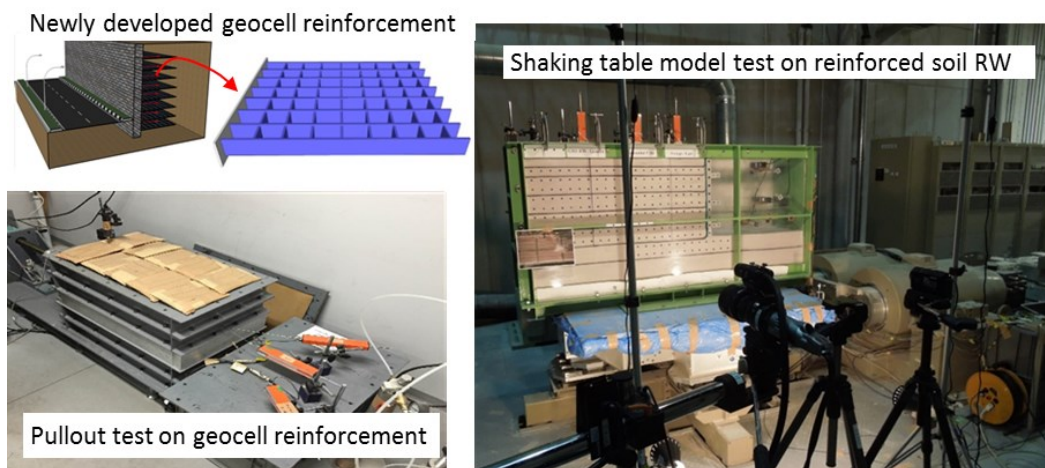 Newly developed geocell reinforcement
Shaking table model test on reinforced soil RW
Pullout test on geocell reinforcement